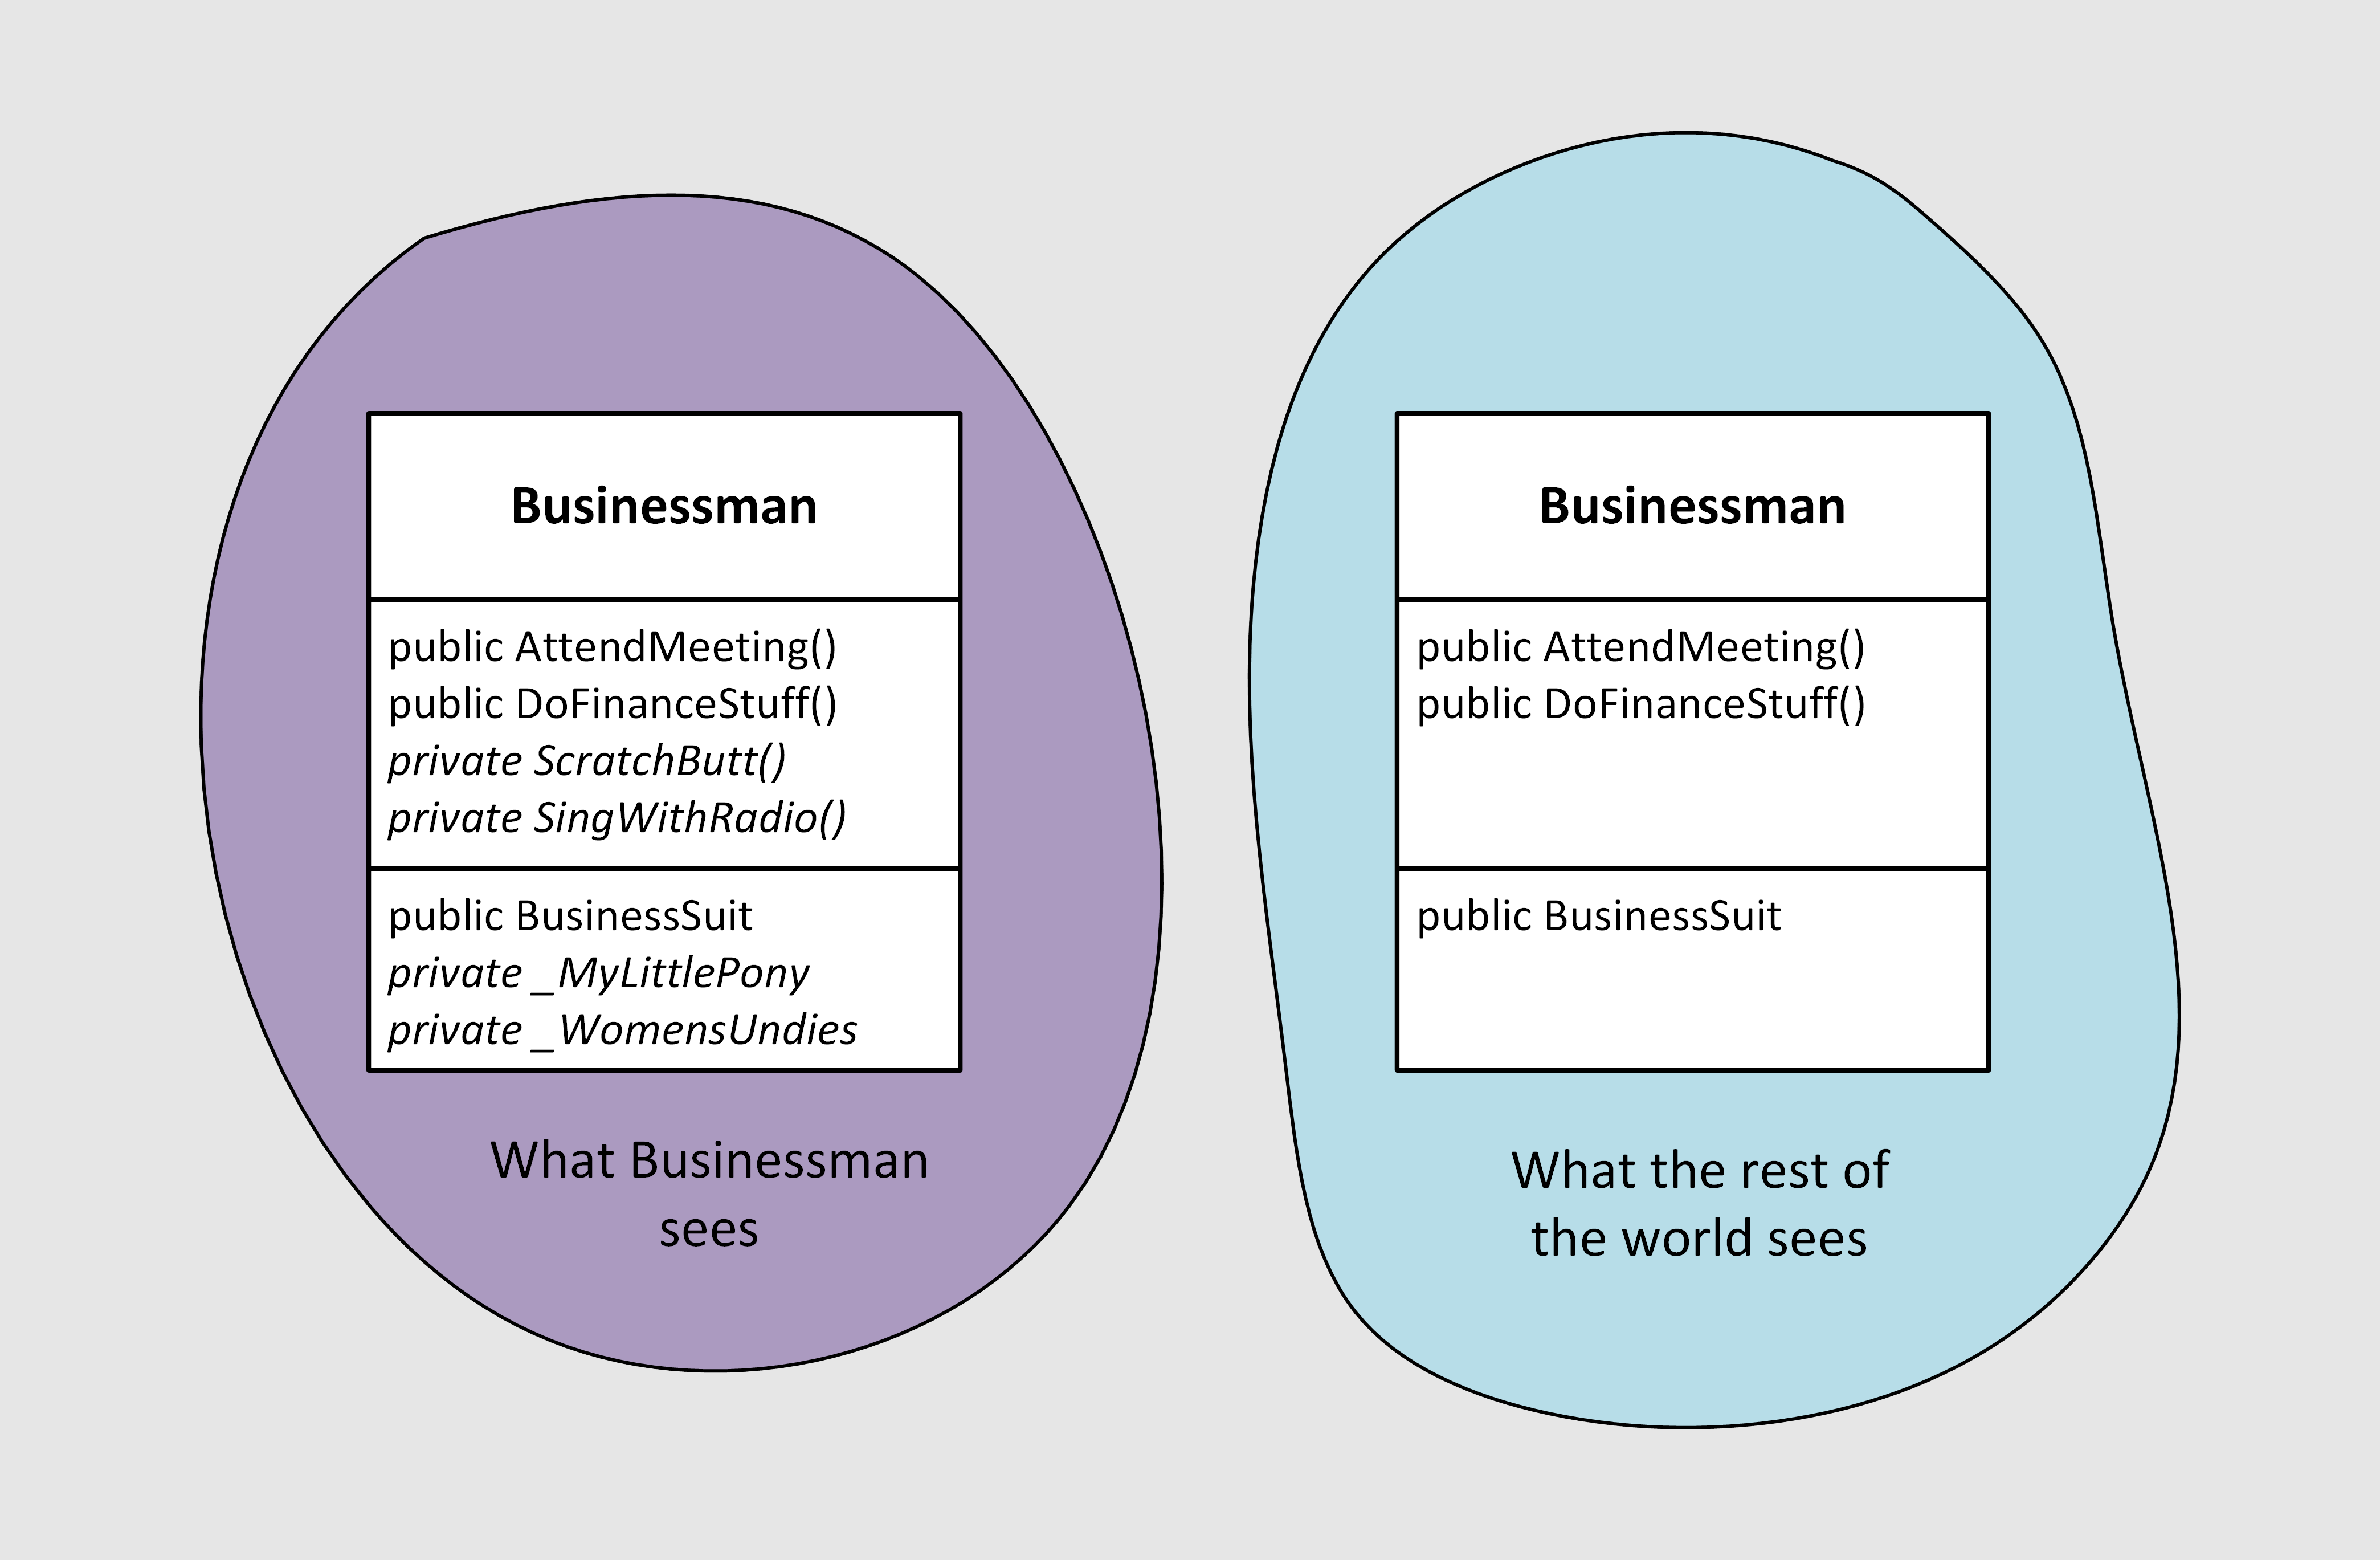 Businessman
public AttendMeeting()
public DoFinanceStuff()
private ScratchButt()
private SingWithRadio()
public BusinessSuit
private _MyLittlePony
private _WomensUndies
What Businessman
sees
Businessman
public AttendMeeting()
public DoFinanceStuff()
public BusinessSuit
What the rest of
the world sees